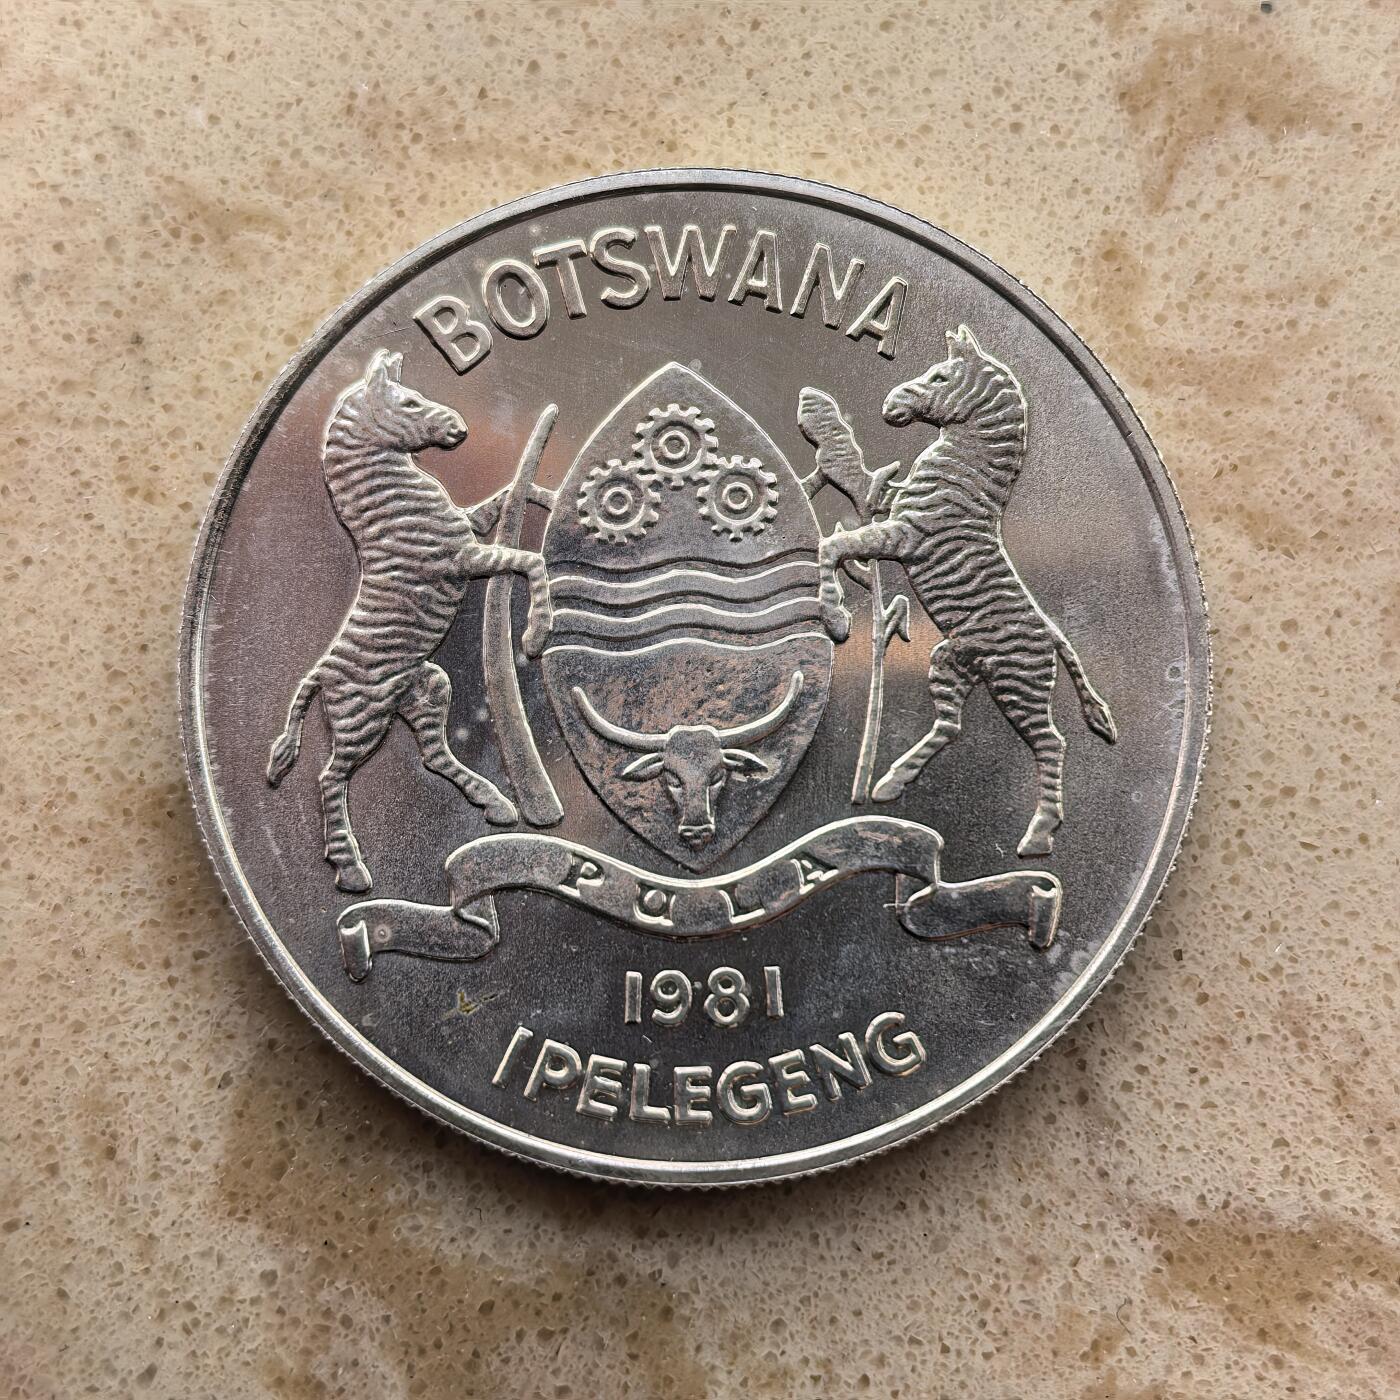 BOTSWANA
PULA
1981
IPELEGENG